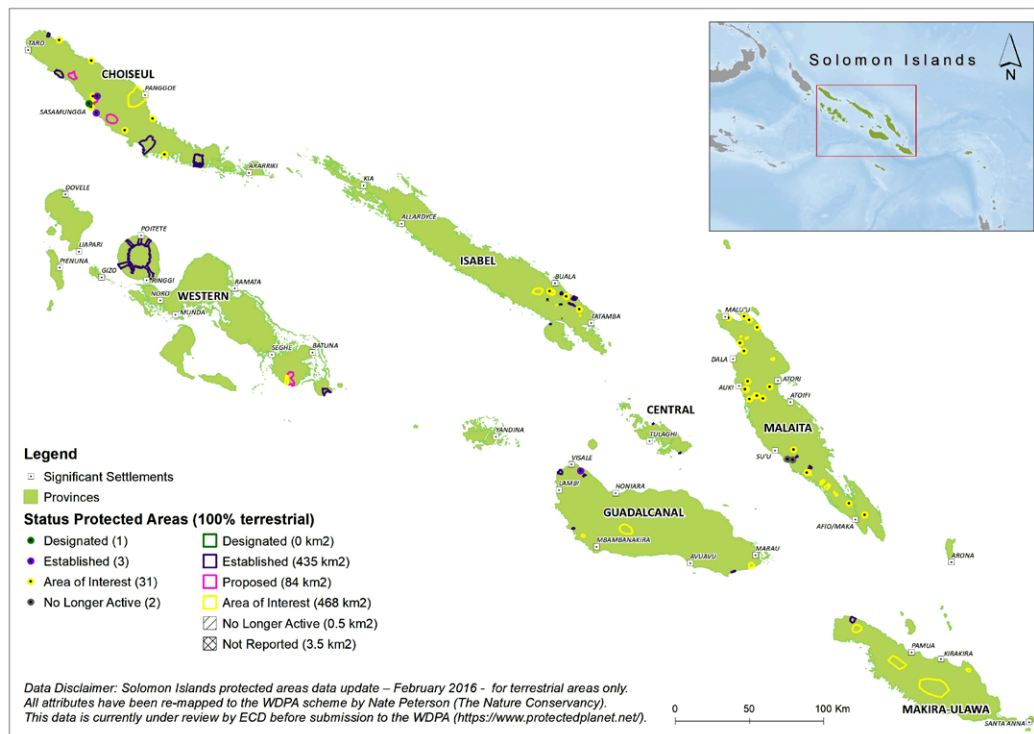 Solomon Islands
N
TARO
CHOISEUL
PANGGOE
SASAMUNGGA
ARARRIKI
KIA
DOVELE
ALLARDYCE
POITETE
LIAPARI
PIENUNA
GIZO
RINGGI
ISABEL
BUALA
NORO
WESTERN
RAMATA
MUNDA
TATAMBA
MALU'U
SEGHE
BATUNA
DALA
AUKI
ATORI
ATOIFI
CENTRAL
YANDINA
TULAGHI
MALAITA
SU'U
VISALE
LAMBI
HONIARA
GUADALCANAL
AFIO/MAKA
MBAMBANAKIRA
AVUAVU
MARAU
ARONA
PAMUA
KIRAKIRA
MAKIRA-ULAWA
SANTA ANNA
Legend
Significant Settlements
Provinces
Status Protected Areas (100% terrestrial)
Designated (1)
Established (3)
Area of Interest (31)
No Longer Active (2)
Designated (0 km2)
Established (435 km2)
Proposed (84 km2)
Area of Interest (468 km2)
No Longer Active (0.5 km2)
Not Reported (3.5 km2)
Data Disclaimer: Solomon Islands protected areas data update – February 2016 - for terrestrial areas only.
All attributes have been re-mapped to the WDPA scheme by Nate Peterson (The Nature Conservancy).
This data is currently under review by ECD before submission to the WDPA (https://www.protectedplanet.net/).
0 50 100 Km